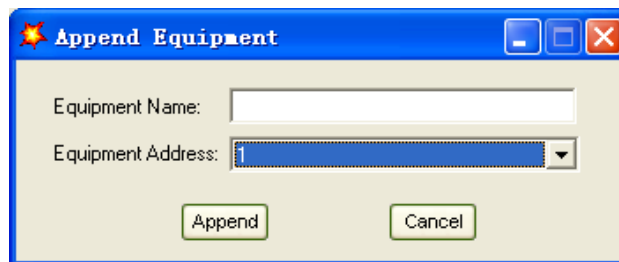 Append Equipment
Equipment Name:
Equipment Address: 1
Append Cancel